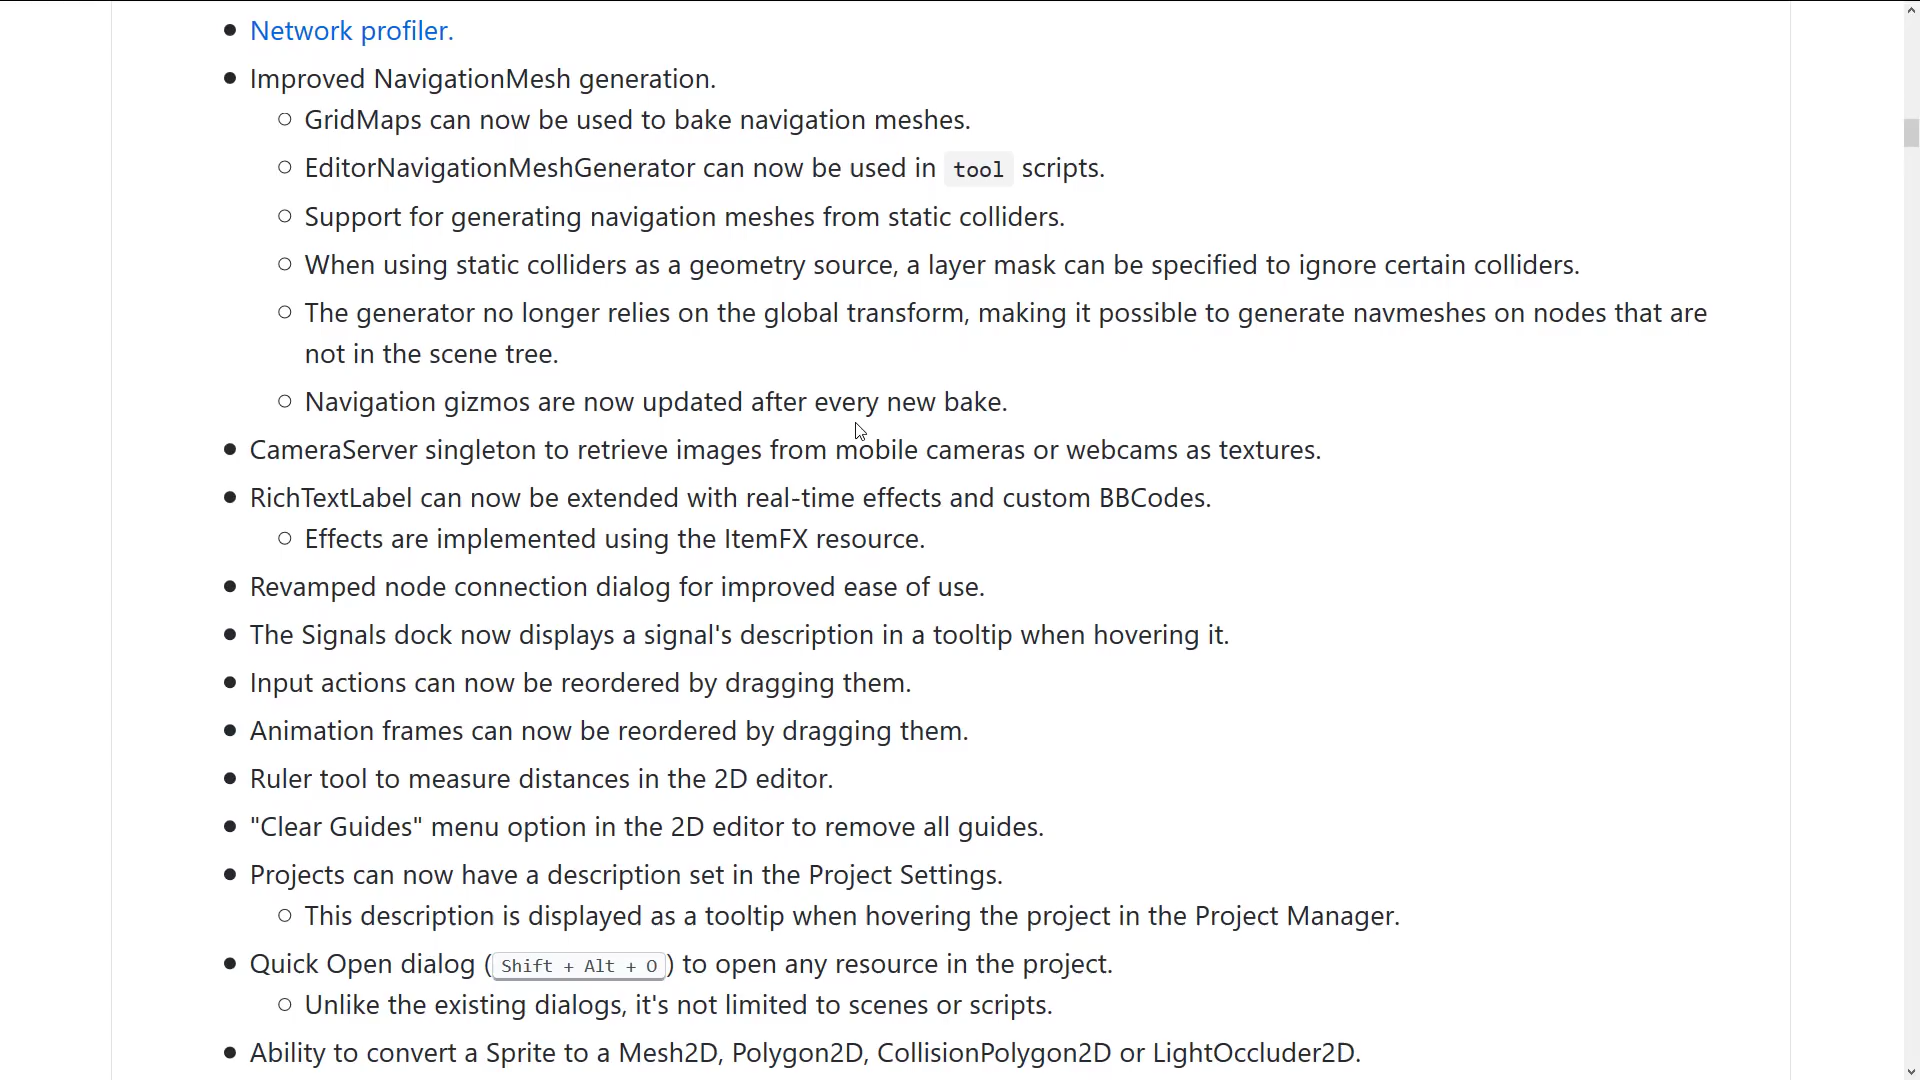 Network profiler.
Improved NavigationMesh generation.
GridMaps can now be used to bake navigation meshes.
EditorNavigationMeshGenerator can now be used in tool scripts.
Support for generating navigation meshes from static colliders.
When using static colliders as a geometry source, a layer mask can be specified to ignore certain colliders.
The generator no longer relies on the global transform, making it possible to generate navmeshes on nodes that are
not in the scene tree.
Navigation gizmos are now updated after every new bake.
CameraServer singleton to retrieve images from mobile cameras or webcams as textures.
RichTextLabel can now be extended with real-time effects and custom BBCodes.
Effects are implemented using the ItemFX resource.
Revamped node connection dialog for improved ease of use.
The Signals dock now displays a signal's description in a tooltip when hovering it.
Input actions can now be reordered by dragging them.
Animation frames can now be reordered by dragging them.
Ruler tool to measure distances in the 2D editor.
"Clear Guides" menu option in the 2D editor to remove all guides.
Projects can now have a description set in the Project Settings.
This description is displayed as a tooltip when hovering the project in the Project Manager.
Quick Open dialog (Shift + Alt + O) to open any resource in the project.
Unlike the existing dialogs, it's not limited to scenes or scripts.
Ability to convert a Sprite to a Mesh2D, Polygon2D, CollisionPolygon2D or LightOccluder2D.